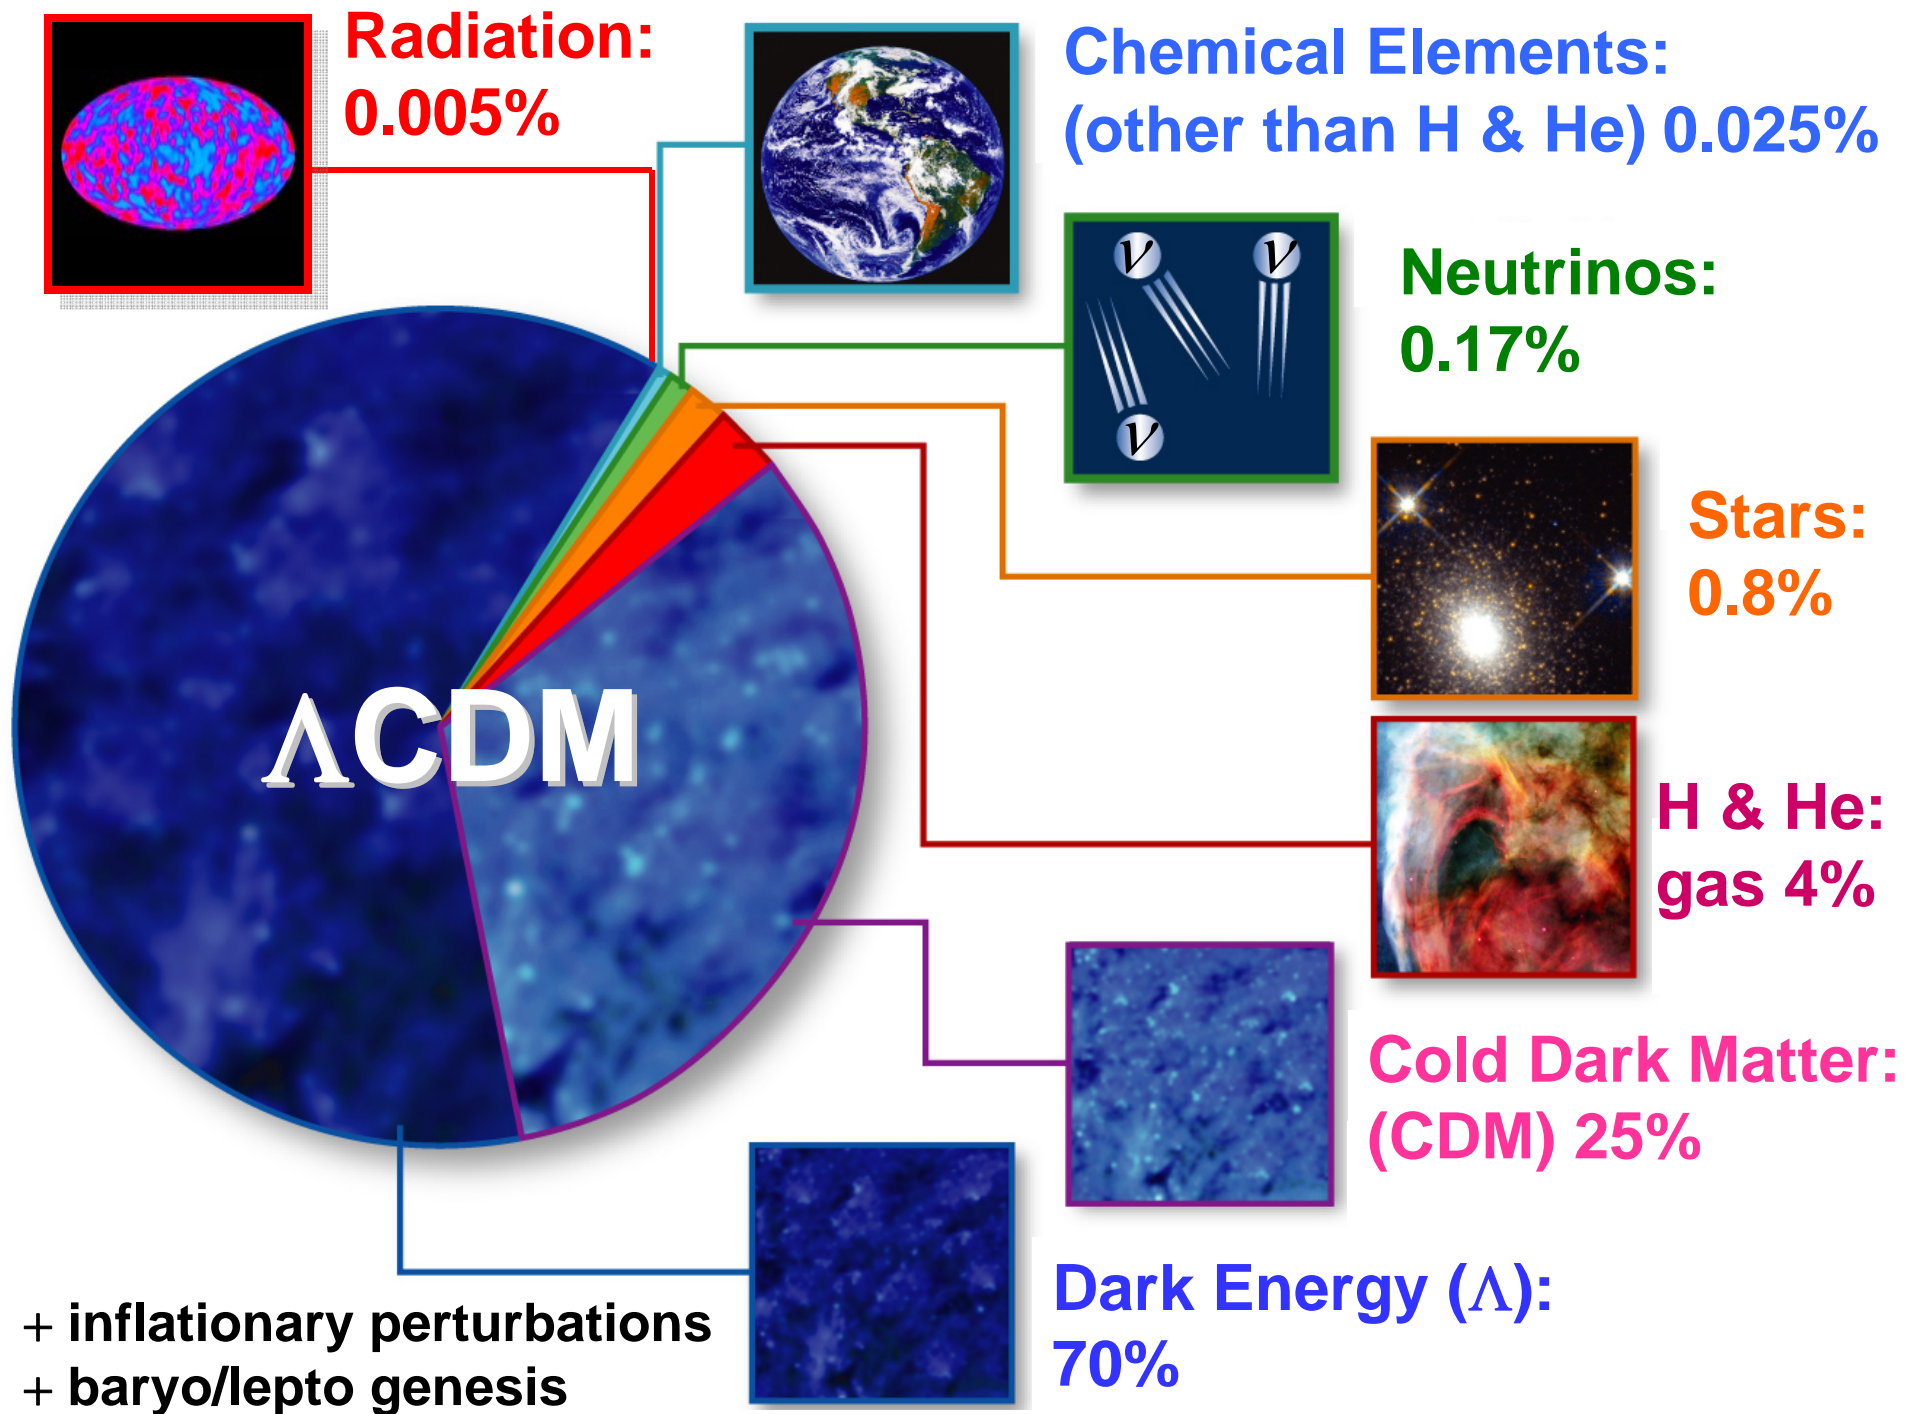 Radiation:
0.005%
Chemical Elements:
(other than H & He) 0.025%
ν ν
ν
Neutrinos:
0.17%
Stars:
0.8%
ΛCDM
H & He:
gas 4%
Cold Dark Matter:
(CDM) 25%
Dark Energy (Λ):
70%
+ inflationary perturbations
+ baryo/lepto genesis